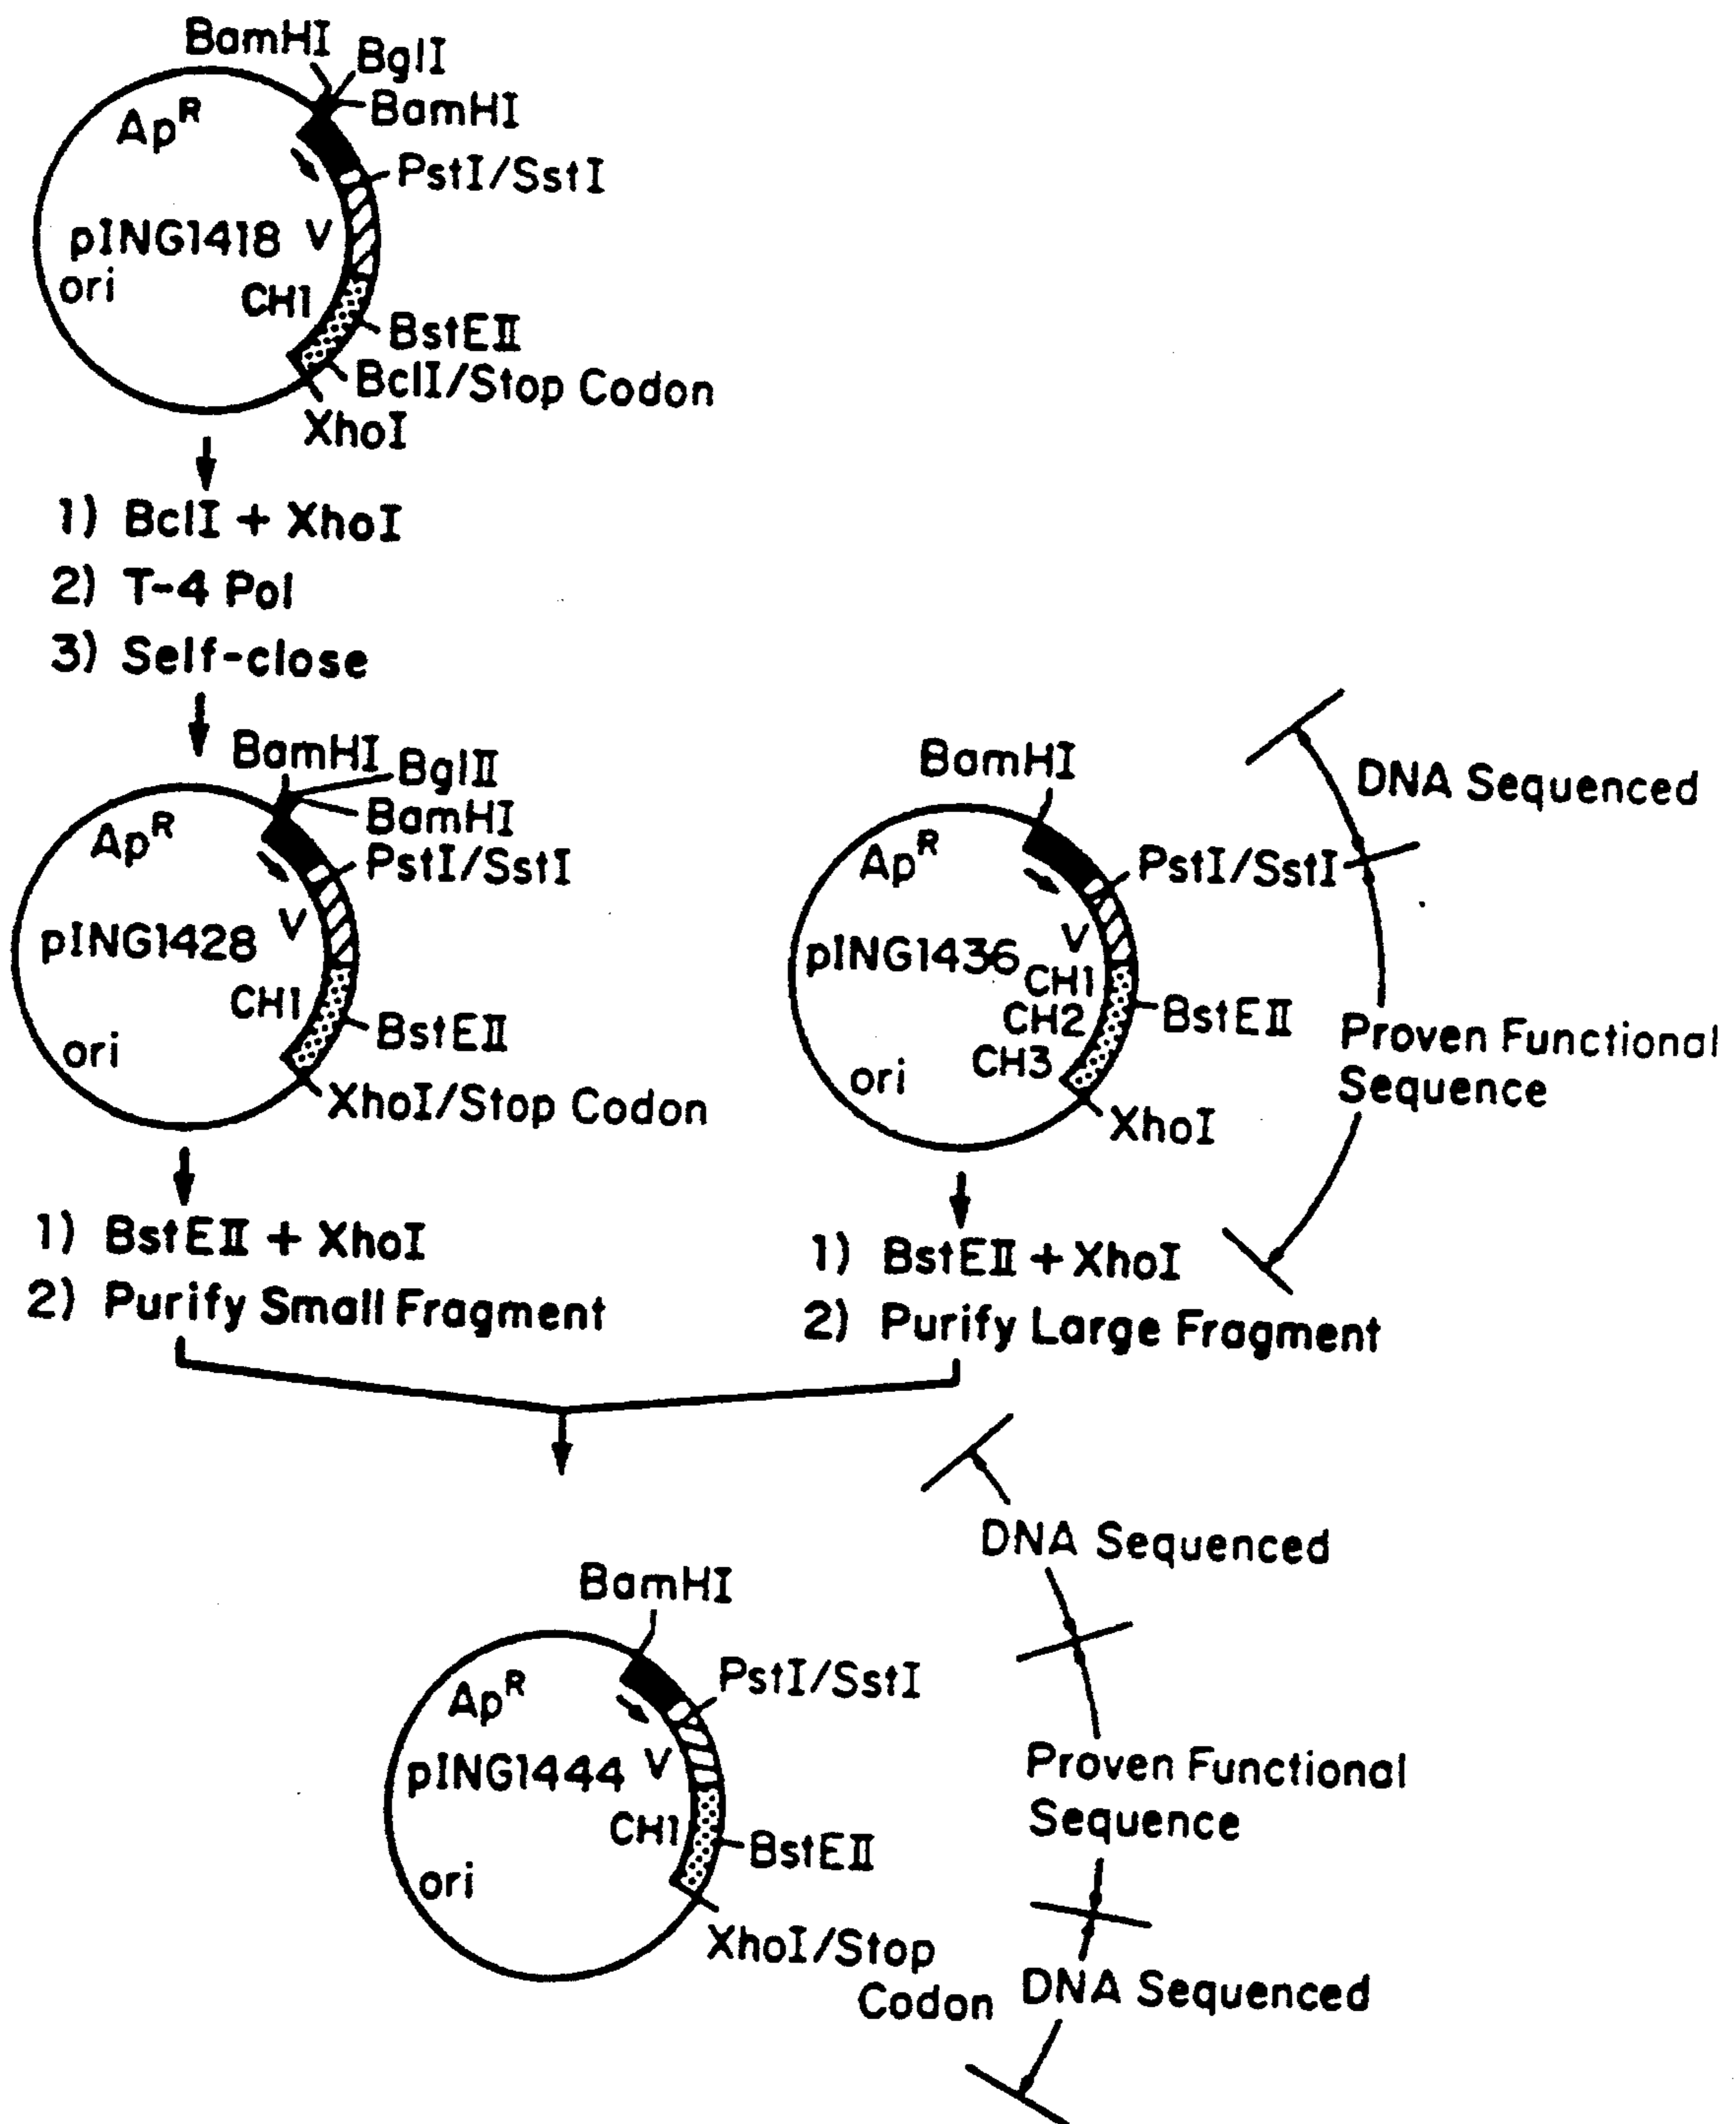 BamHI
BglI
BamHI
Ap^R
PstI/SstI
pING1418
V
ori
CH1
BstEII
BclI/Stop Codon
XhoI
1) BclI + XhoI
2) T-4 Pol
3) Self-close
BamHI
BglII
BamHI
Ap^R
PstI/SstI
V
pING1428
CH1
BstEII
ori
XhoI/Stop Codon
1) BstEII + XhoI
2) Purify Small Fragment
BamHI
DNA Sequenced
Ap^R
PstI/SstI
V
pING1436
CH1
CH2
BstEII
CH3
ori
XhoI
Proven Functional
Sequence
1) BstEII + XhoI
2) Purify Large Fragment
DNA Sequenced
BamHI
PstI/SstI
Ap^R
V
pING1444
CH1
BstEII
ori
XhoI/Stop
Codon
Proven Functional
Sequence
DNA Sequenced